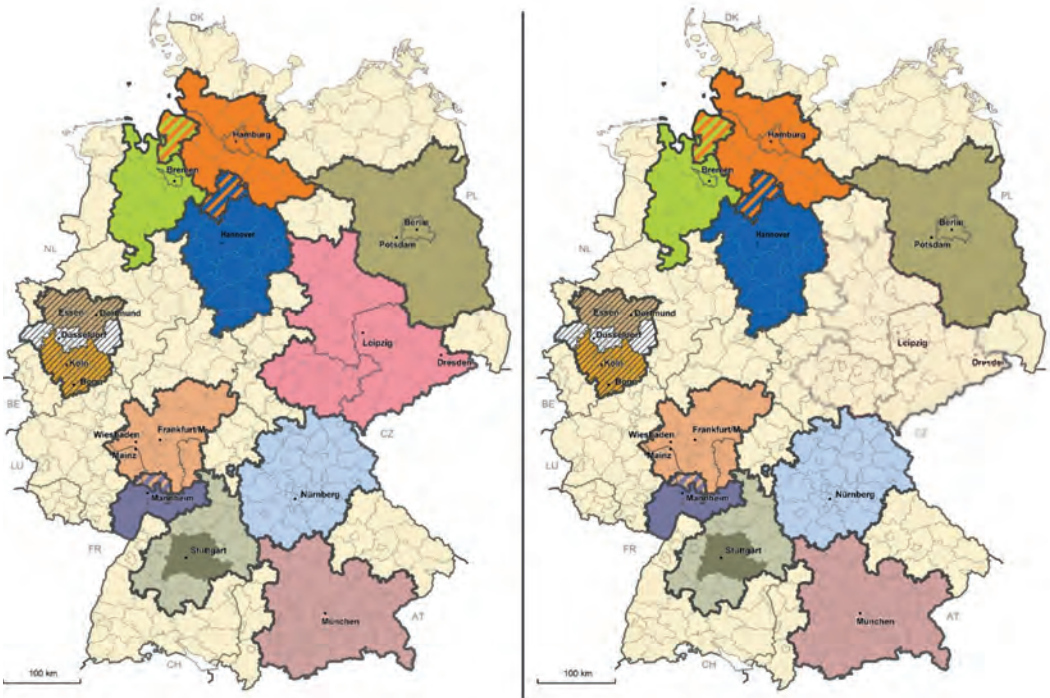 DK
Hamburg
Bremen
PL
Berlin
Hannover
Potsdam
NL
Essen
Dortmund
Düsseldorf
Leipzig
Köln
Dresden
Bonn
BE
Wiesbaden
Frankfurt/M.
CZ
Mainz
LU
Mannheim
Nürnberg
FR
Stuttgart
München
AT
CH
100 km
DK
Hamburg
Bremen
PL
Berlin
Hannover
Potsdam
NL
Essen
Dortmund
Düsseldorf
Leipzig
Köln
Dresden
Bonn
BE
Wiesbaden
Frankfurt/M.
CZ
Mainz
LU
Mannheim
Nürnberg
FR
Stuttgart
München
AT
CH
100 km